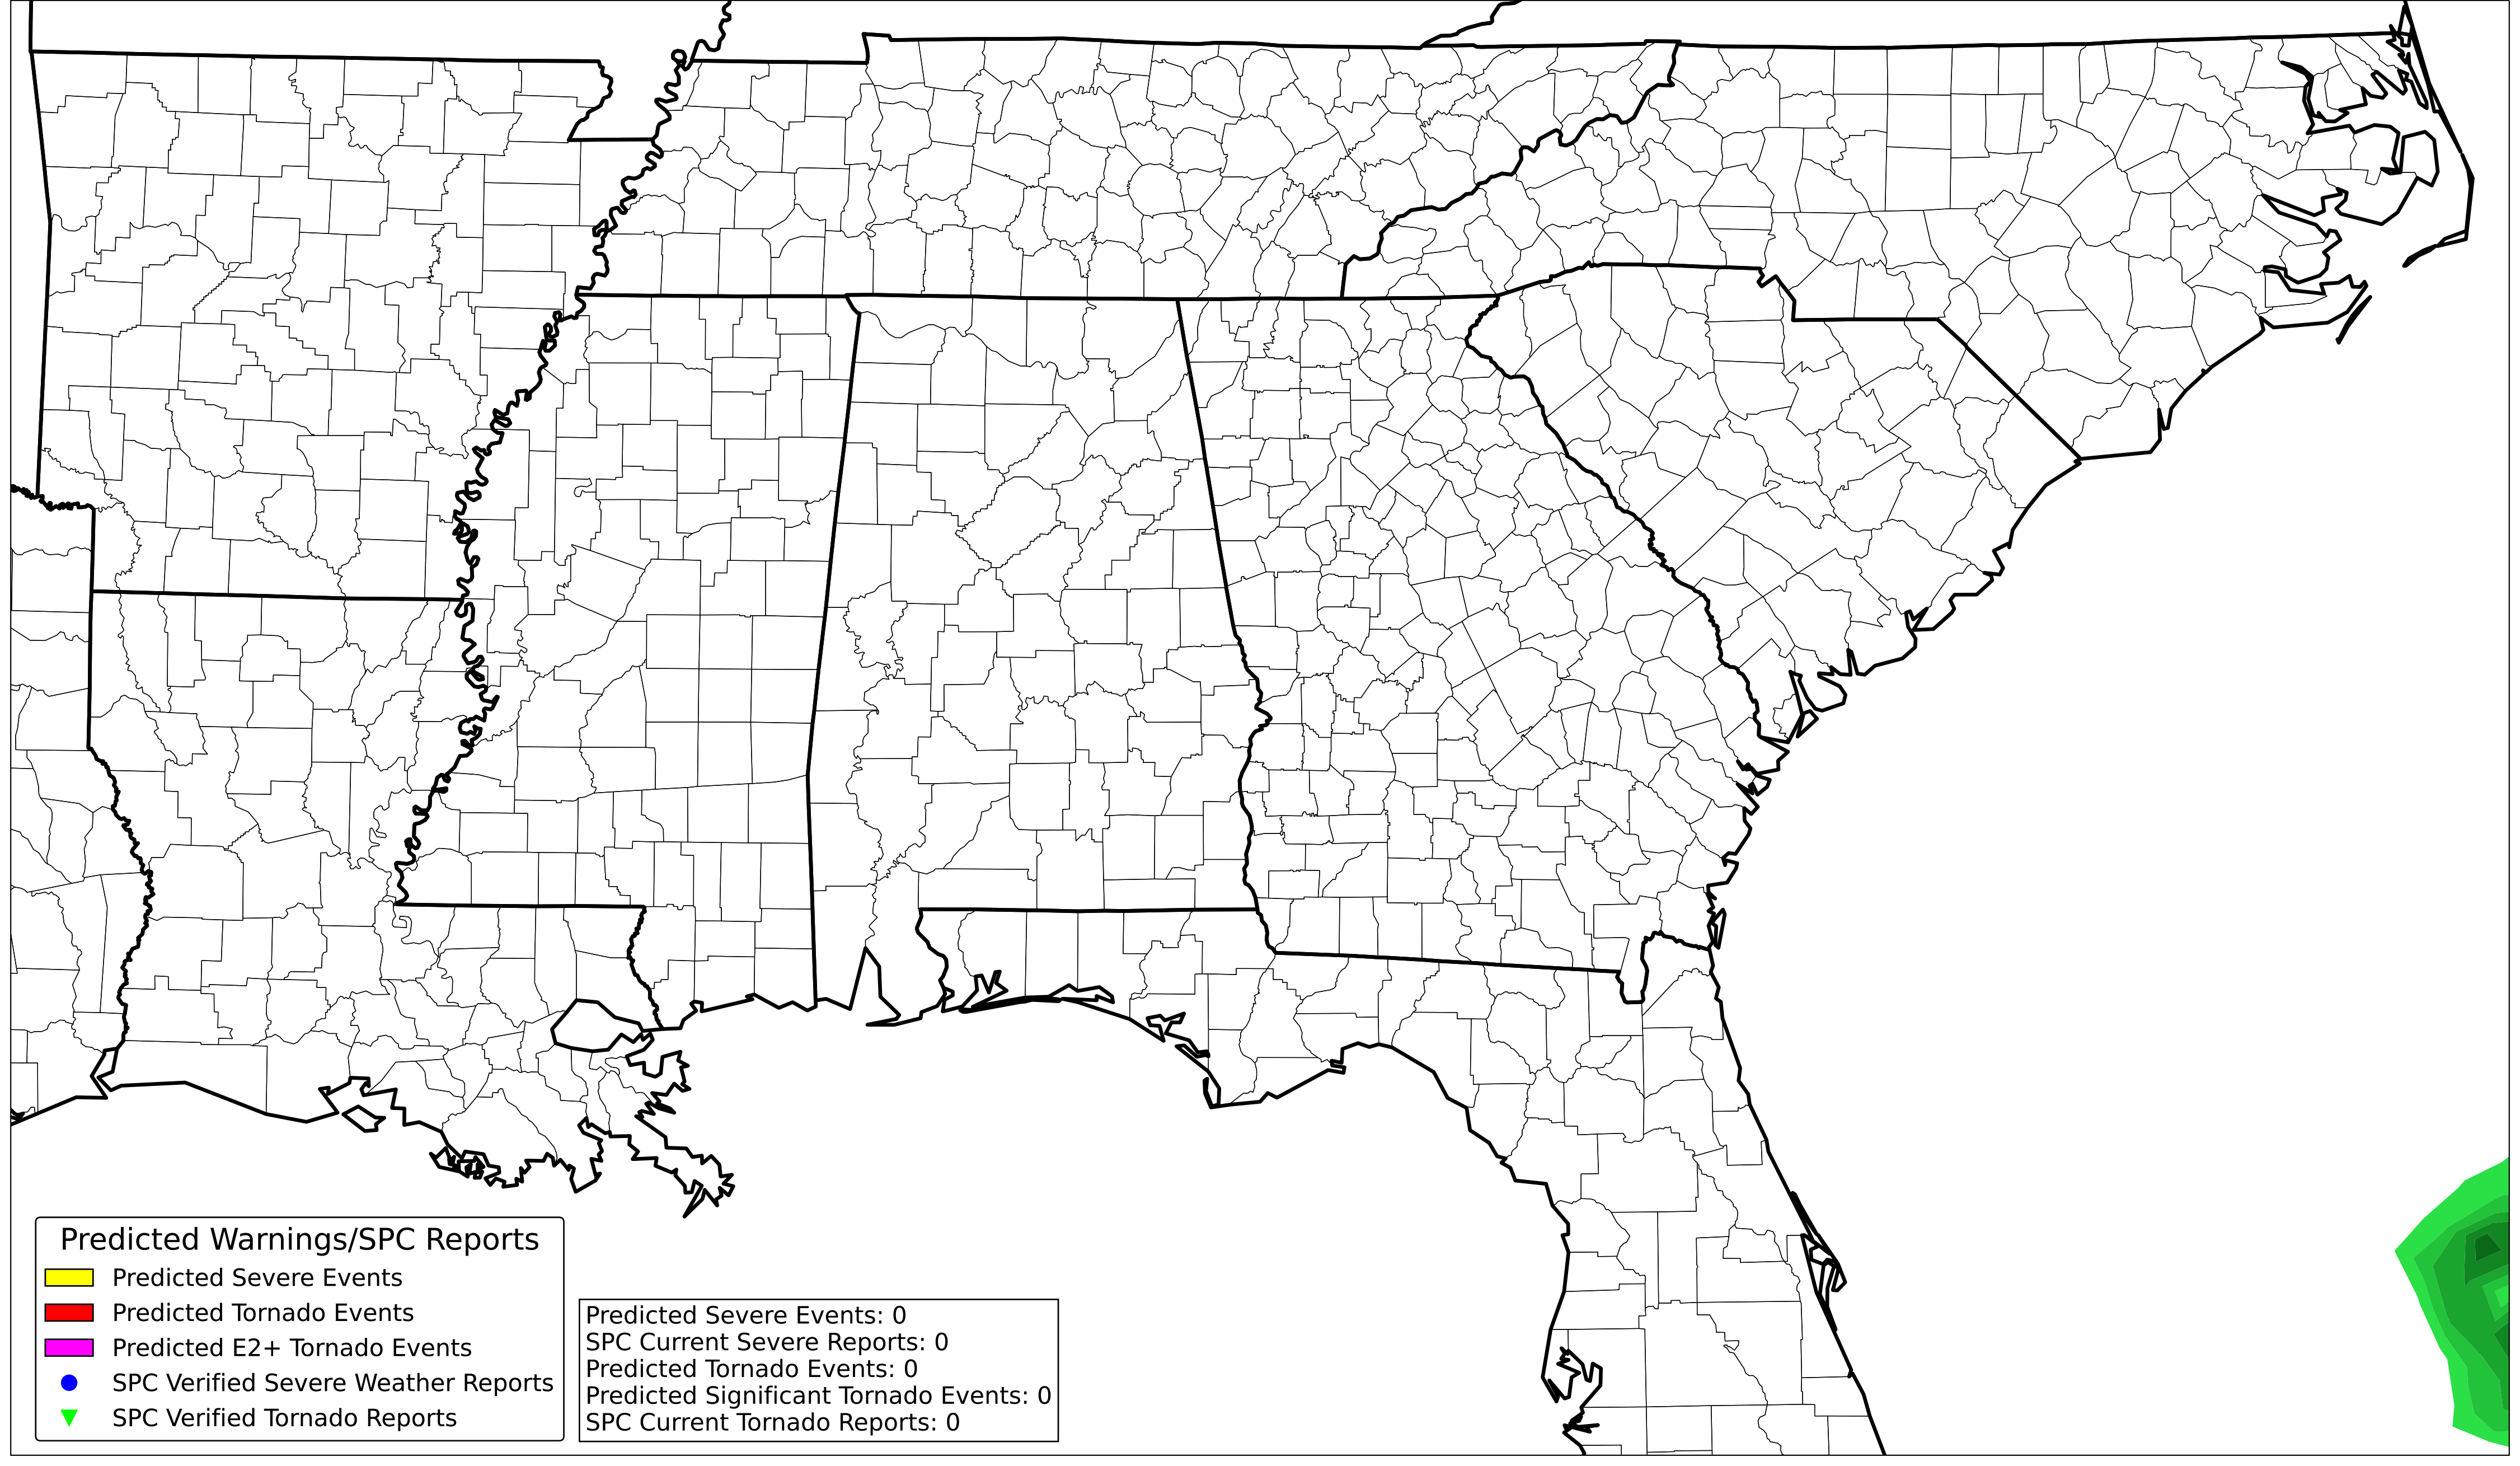 Predicted Warnings/SPC Reports
Predicted Severe Events
Predicted Tornado Events
Predicted E2+ Tornado Events
SPC Verified Severe Weather Reports
SPC Verified Tornado Reports
Predicted Severe Events: 0
SPC Current Severe Reports: 0
Predicted Tornado Events: 0
Predicted Significant Tornado Events: 0
SPC Current Tornado Reports: 0